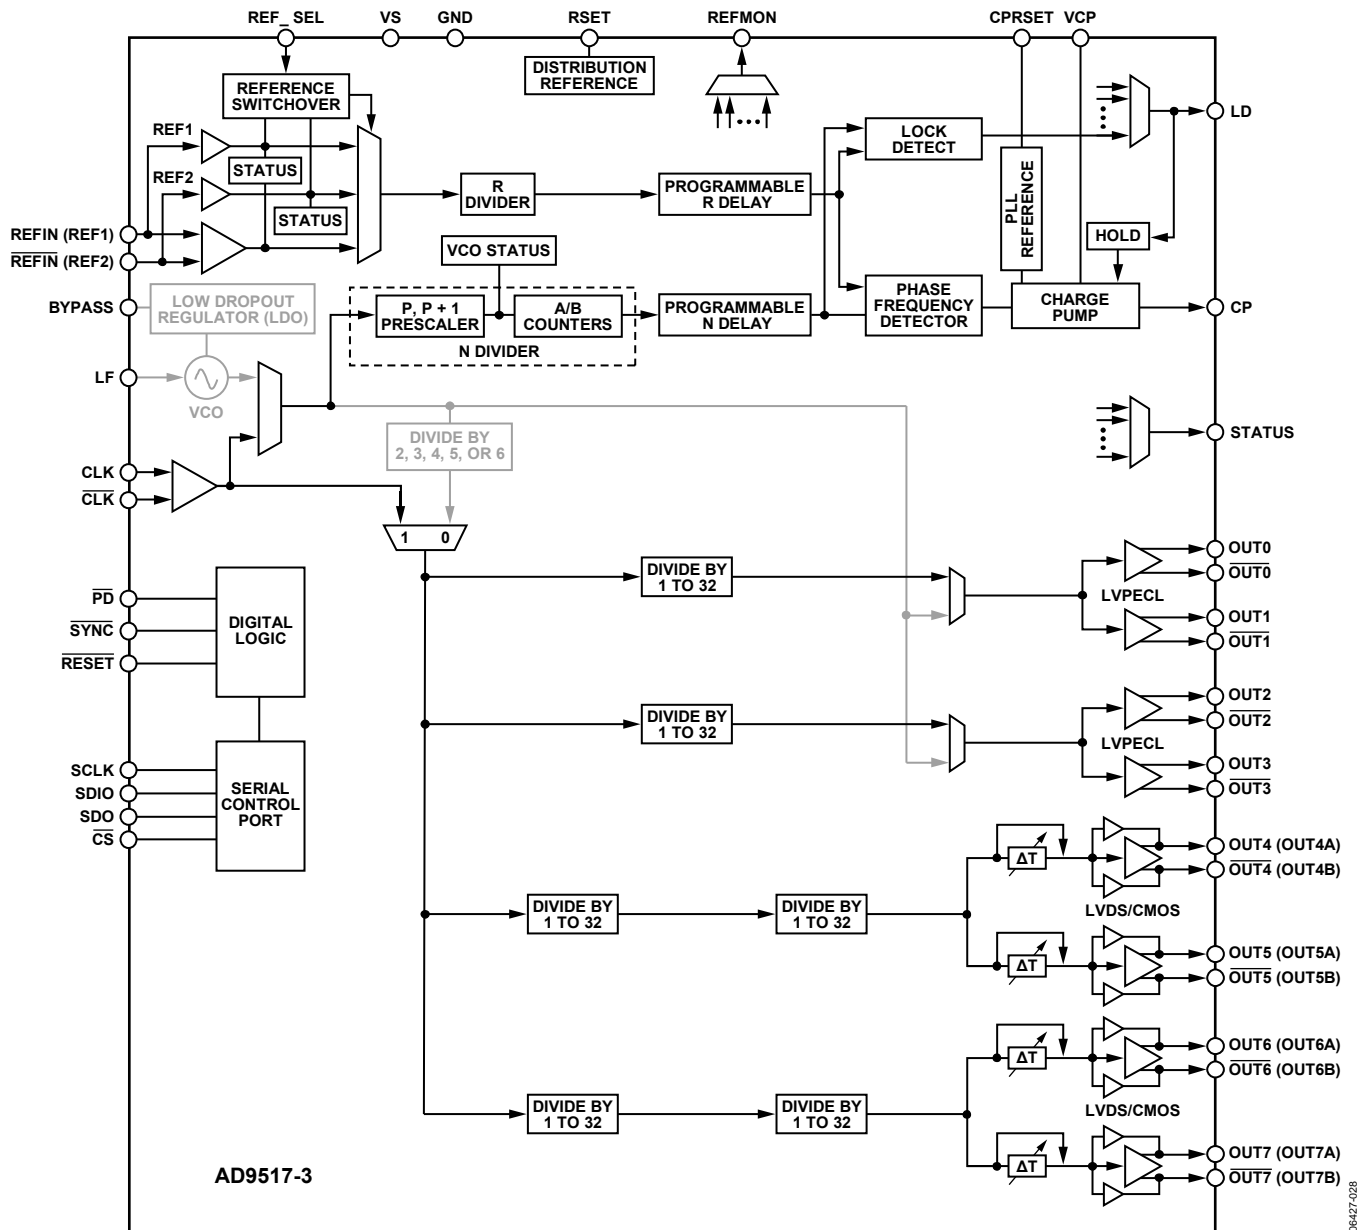 REF_ SEL VS GND RSET REFMON CPRSET VCP
DISTRIBUTION
REFERENCE
REFERENCE
SWITCHOVER
REF1
STATUS
REF2
STATUS
R
DIVIDER
PROGRAMMABLE
R DELAY
LOCK
DETECT
LD
PLL
REFERENCE
HOLD
REFIN (REF1)
REFIN (REF2)
BYPASS
LOW DROPOUT
REGULATOR (LDO)
VCO STATUS
P, P + 1
PRESCALER
A/B
COUNTERS
N DIVIDER
PROGRAMMABLE
N DELAY
PHASE
FREQUENCY
DETECTOR
CHARGE
PUMP
CP
LF
VCO
DIVIDE BY
2, 3, 4, 5, OR 6
STATUS
CLK
CLK
1 0
PD
SYNC
RESET
DIGITAL
LOGIC
DIVIDE BY
1 TO 32
LVPECL
OUT0
OUT0
OUT1
OUT1
DIVIDE BY
1 TO 32
LVPECL
OUT2
OUT2
OUT3
OUT3
SCLK
SDIO
SDO
CS
SERIAL
CONTROL
PORT
DIVIDE BY
1 TO 32
DIVIDE BY
1 TO 32
ΔT
ΔT
LVDS/CMOS
OUT4 (OUT4A)
OUT4 (OUT4B)
OUT5 (OUT5A)
OUT5 (OUT5B)
DIVIDE BY
1 TO 32
DIVIDE BY
1 TO 32
ΔT
ΔT
LVDS/CMOS
OUT6 (OUT6A)
OUT6 (OUT6B)
OUT7 (OUT7A)
OUT7 (OUT7B)
AD9517-3
06427-028